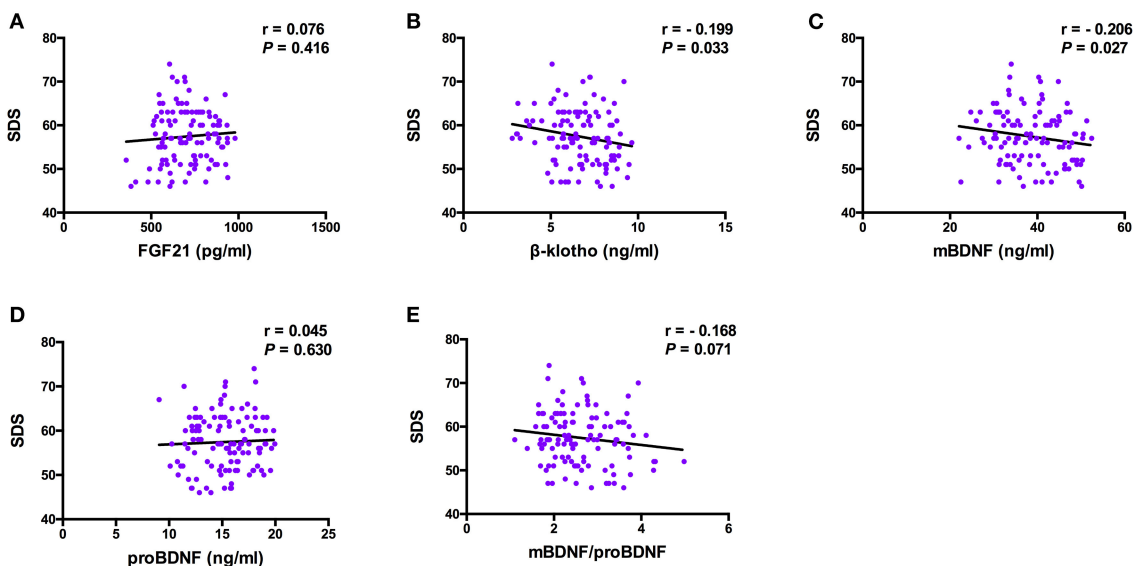 A
r = 0.076
P = 0.416
80
70
60
50
40
SDS
0
500
1000
1500
FGF21 (pg/ml)
B
r = - 0.199
P = 0.033
80
70
60
50
40
SDS
0
5
10
15
β-klotho (ng/ml)
C
r = - 0.206
P = 0.027
80
70
60
50
40
SDS
0
20
40
60
mBDNF (ng/ml)
D
r = 0.045
P = 0.630
80
70
60
50
40
SDS
0
5
10
15
20
25
proBDNF (ng/ml)
E
r = - 0.168
P = 0.071
80
70
60
50
40
SDS
0
2
4
6
mBDNF/proBDNF